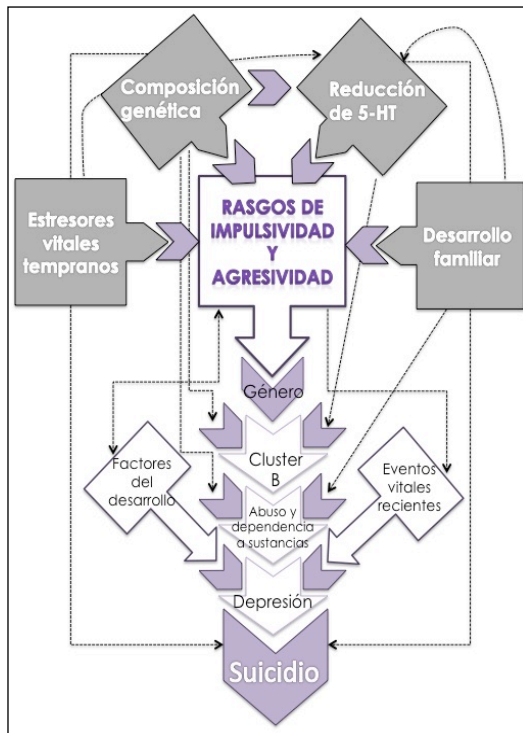 Composición
genética
Reducción
de 5-HT
Estresores
vitales
tempranos
RASGOS DE
IMPULSIVIDAD
Y
AGRESIVIDAD
Desarrollo
familiar
Género
Cluster
B
Factores
del
desarrollo
Eventos
vitales
recientes
Abuso y
dependencia
a sustancias
Depresión
Suicidio